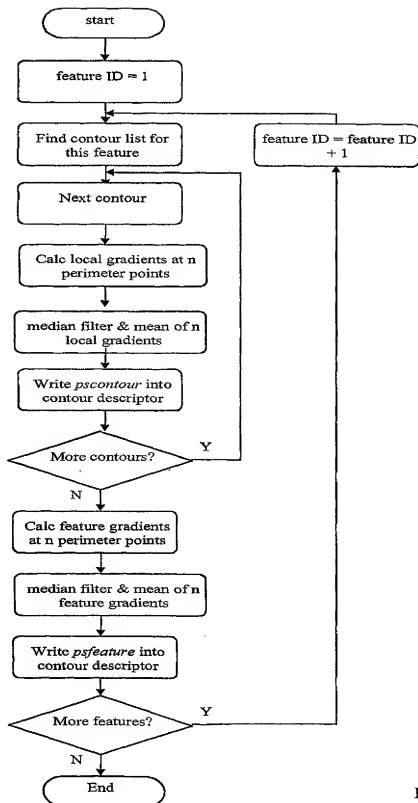 start
feature ID = 1
Find contour list for
this feature
feature ID = feature ID
+ 1
Next contour
Calc local gradients at n
perimeter points
median filter & mean of n
local gradients
Write pscontour into
contour descriptor
More contours?
Y
N
Calc feature gradients
at n perimeter points
median filter & mean of n
feature gradients
Write psfeature into
contour descriptor
More features?
Y
N
End